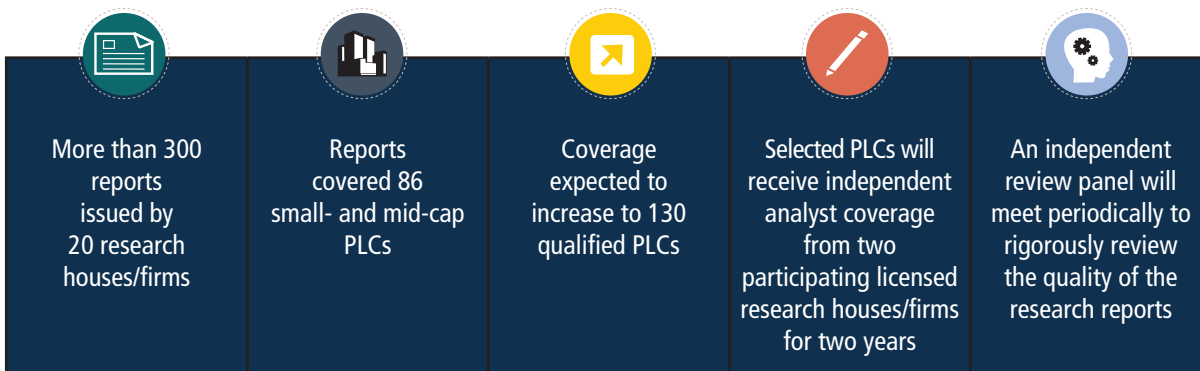 More than 300
reports
issued by
20 research
houses/firms
Reports
covered 86
small- and mid-cap
PLCs
Coverage
expected to
increase to 130
qualified PLCs
Selected PLCs will
receive independent
analyst coverage
from two
participating licensed
research houses/firms
for two years
An independent
review panel will
meet periodically to
rigorously review
the quality of the
research reports